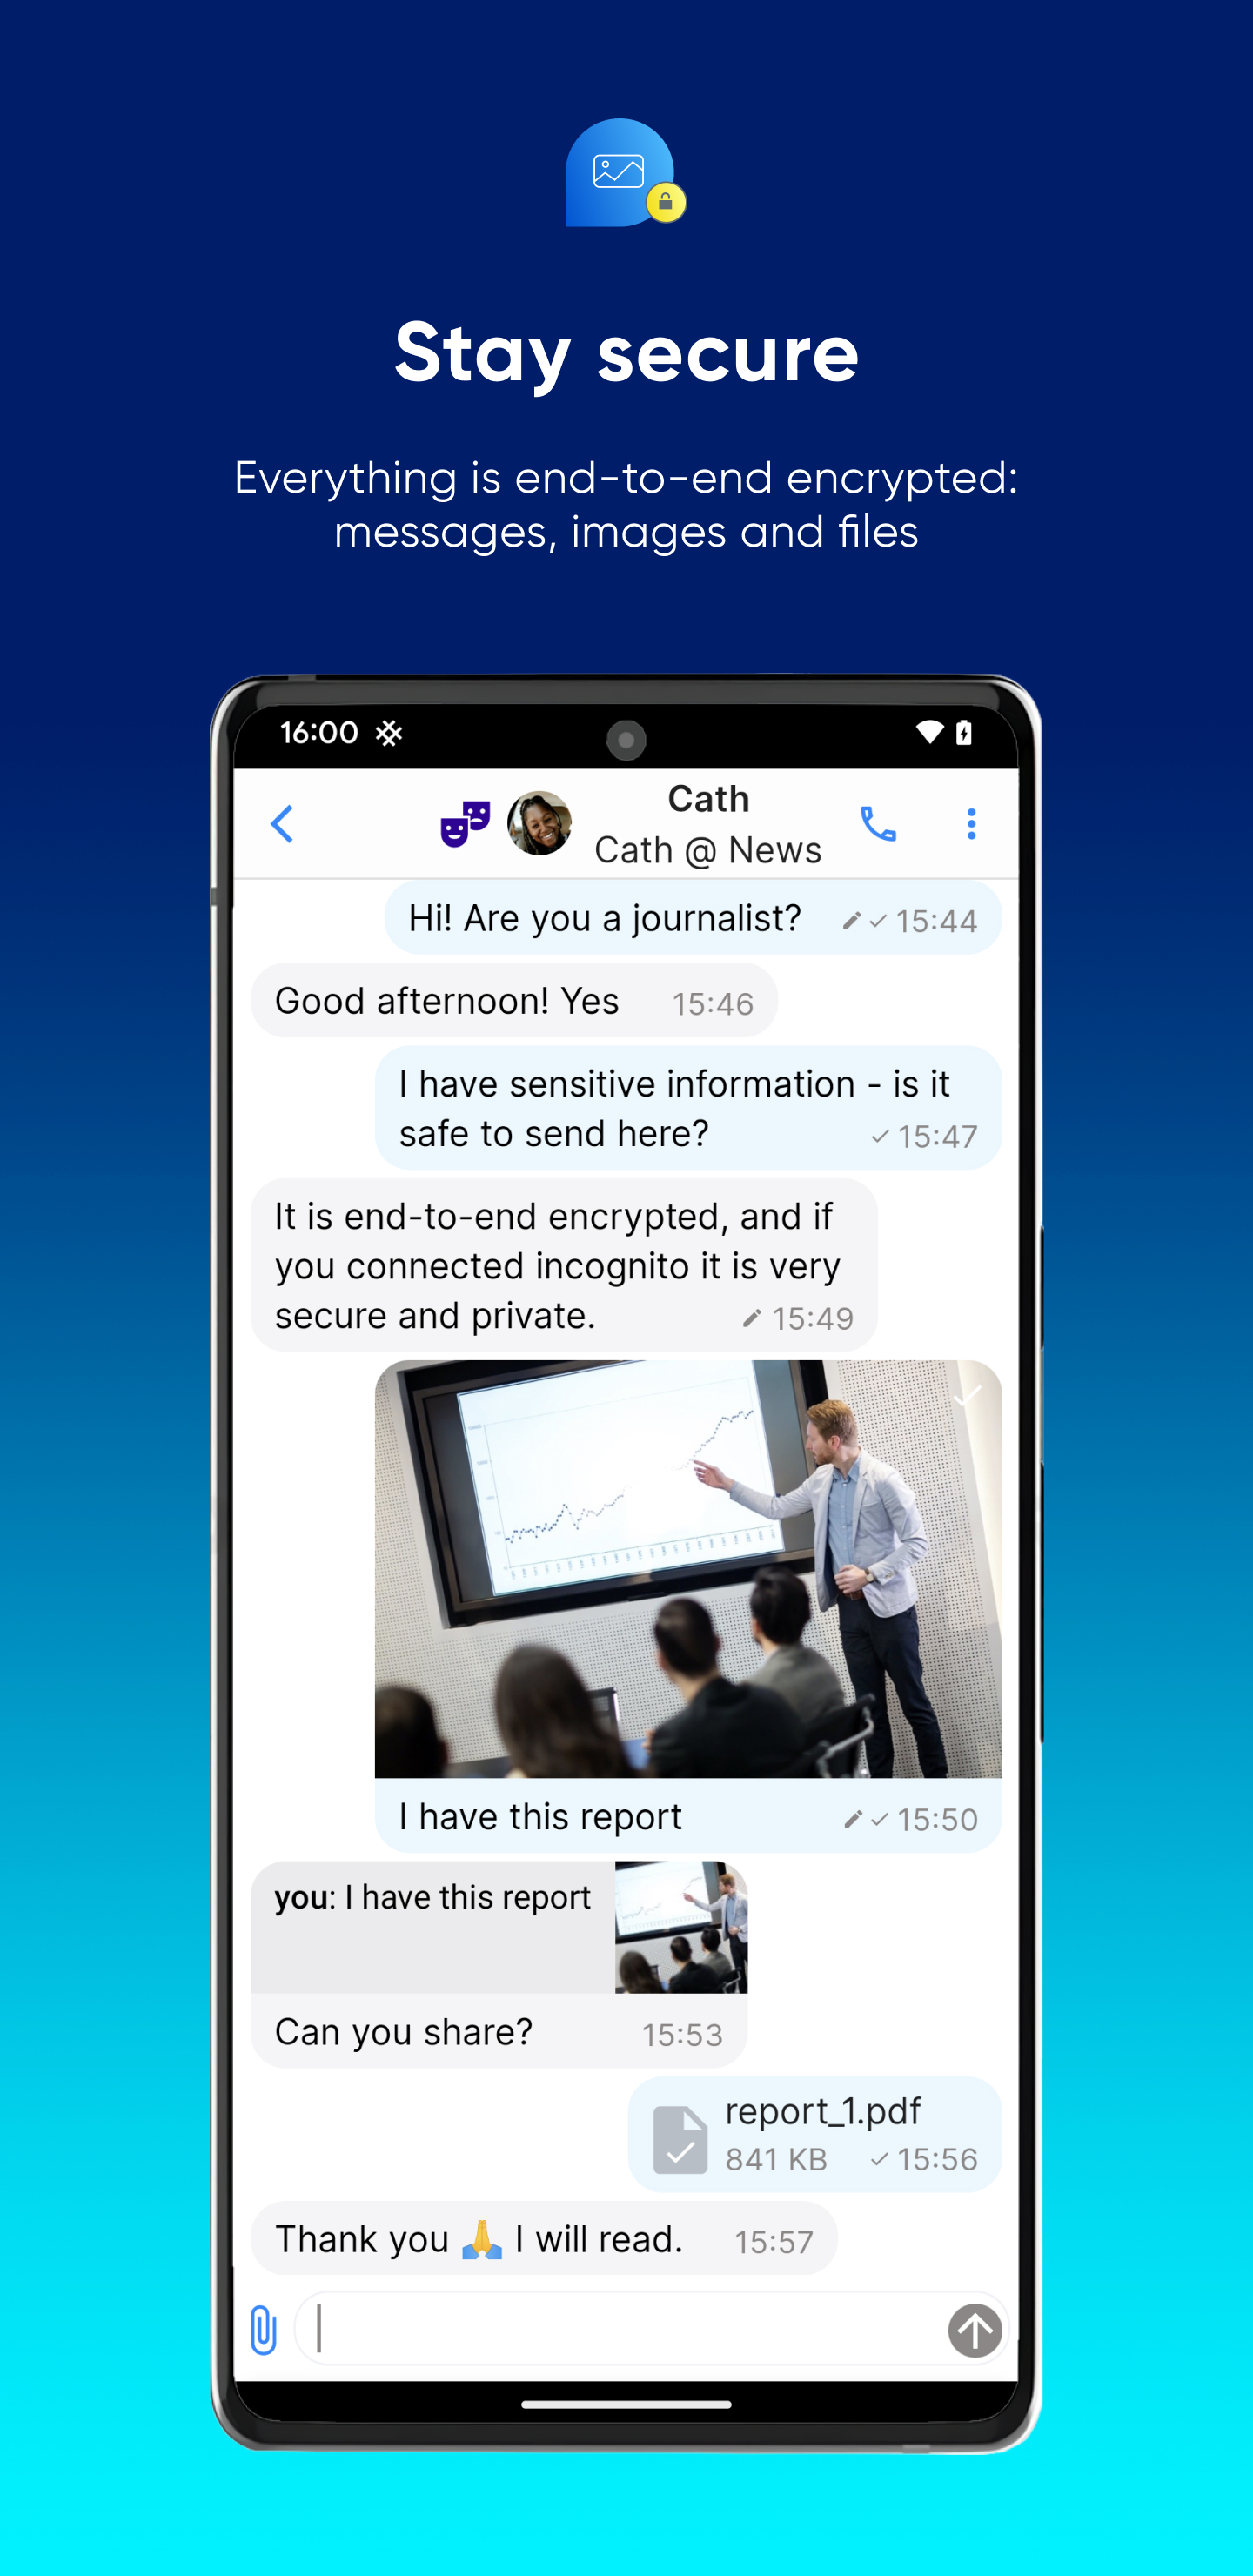 Stay secure
Everything is end-to-end encrypted:
messages, images and files
16:00
Cath
Cath @ News
Hi! Are you a journalist? 15:44
Good afternoon! Yes 15:46
I have sensitive information - is it
safe to send here? 15:47
It is end-to-end encrypted, and if
you connected incognito it is very
secure and private. 15:49
I have this report 15:50
you: I have this report
Can you share? 15:53
report_1.pdf
841 KB 15:56
Thank you 🙏 I will read. 15:57